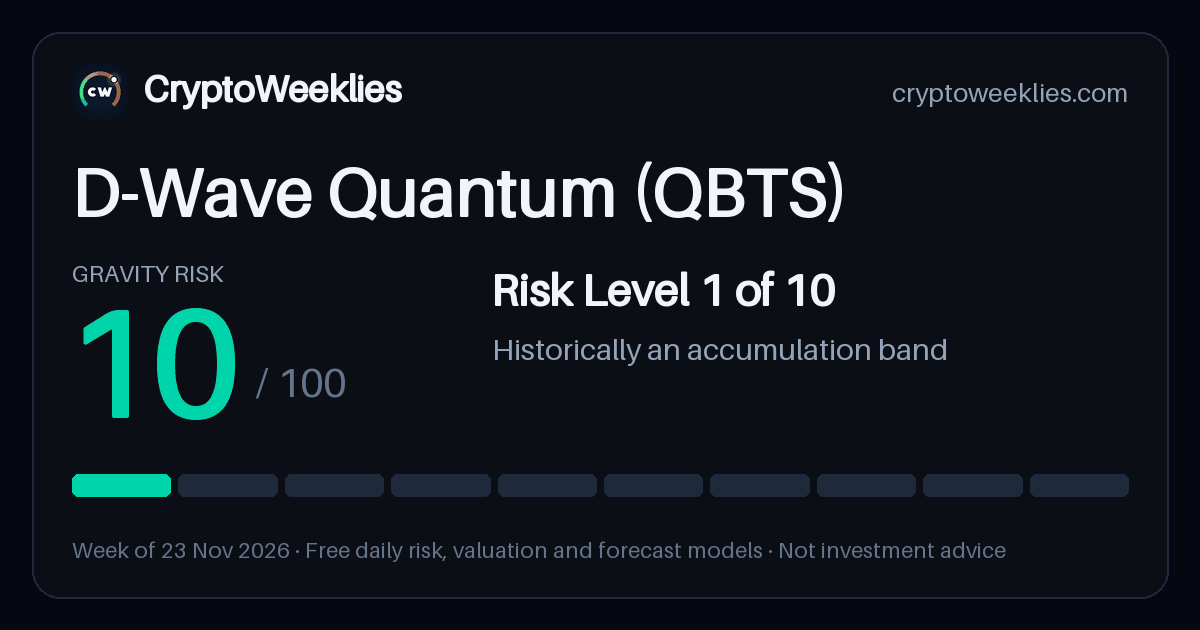 CW
CryptoWeeklies
cryptoweeklies.com
D-Wave Quantum (QBTS)
GRAVITY RISK
10 / 100
Risk Level 1 of 10
Historically an accumulation band
Week of 23 Nov 2026 · Free daily risk, valuation and forecast models · Not investment advice